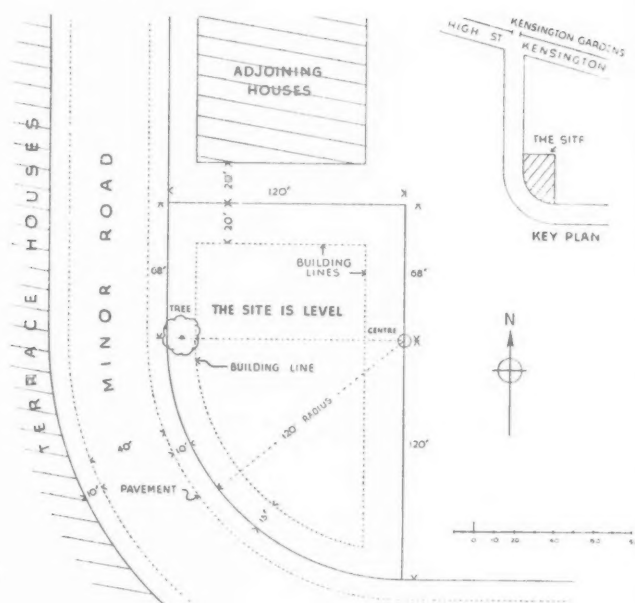 ADJOINING
HOUSES
HIGH ST KENSINGTON
KENSINGTON GARDENS
THE SITE
KEY PLAN
TERRACE HOUSES
MINOR ROAD
20'
120'
20'
68'
BUILDING
LINES
68'
TREE
THE SITE IS LEVEL
CENTRE
N
BUILDING LINE
120' RADIUS
120'
40'
10'
10'
PAVEMENT
15'
0 10 20 40 60